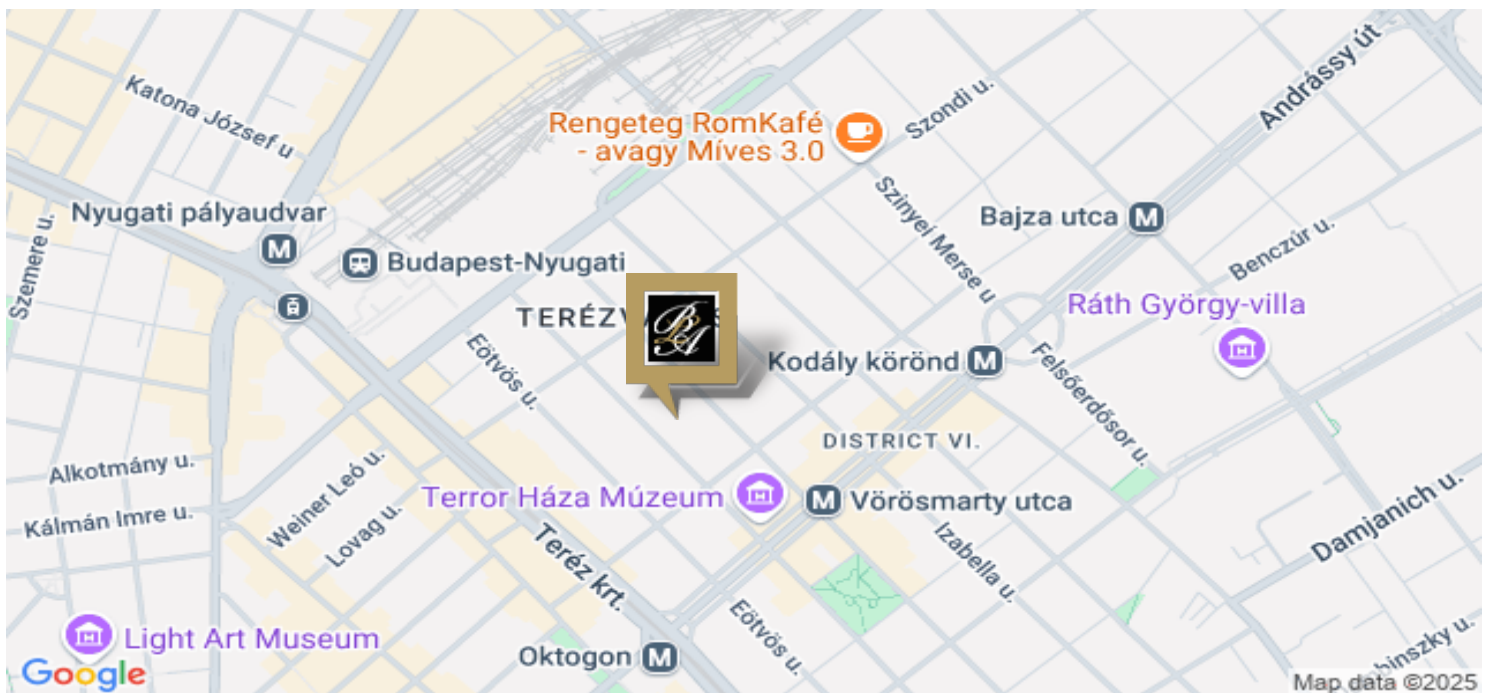 Katona József u
Szondi u.
Andrássy út
Rengeteg RomKafé
- avagy Míves 3.0
Szemere u.
Nyugati pályaudvar
Szinyei Merse u
Bajza utca
Benczúr u.
Budapest-Nyugati
Ráth György-villa
Eötvös u.
Kodály körönd
Felsőerdősor u.
DISTRICT VI.
Alkotmány u.
Weiner Leó u.
Terror Háza Múzeum
Vörösmarty utca
Kálmán Imre u.
Lovag u.
Teréz krt.
Izabella u.
Damjanich u.
Eötvös u.
Light Art Museum
Oktogon
Google
Map data ©2025